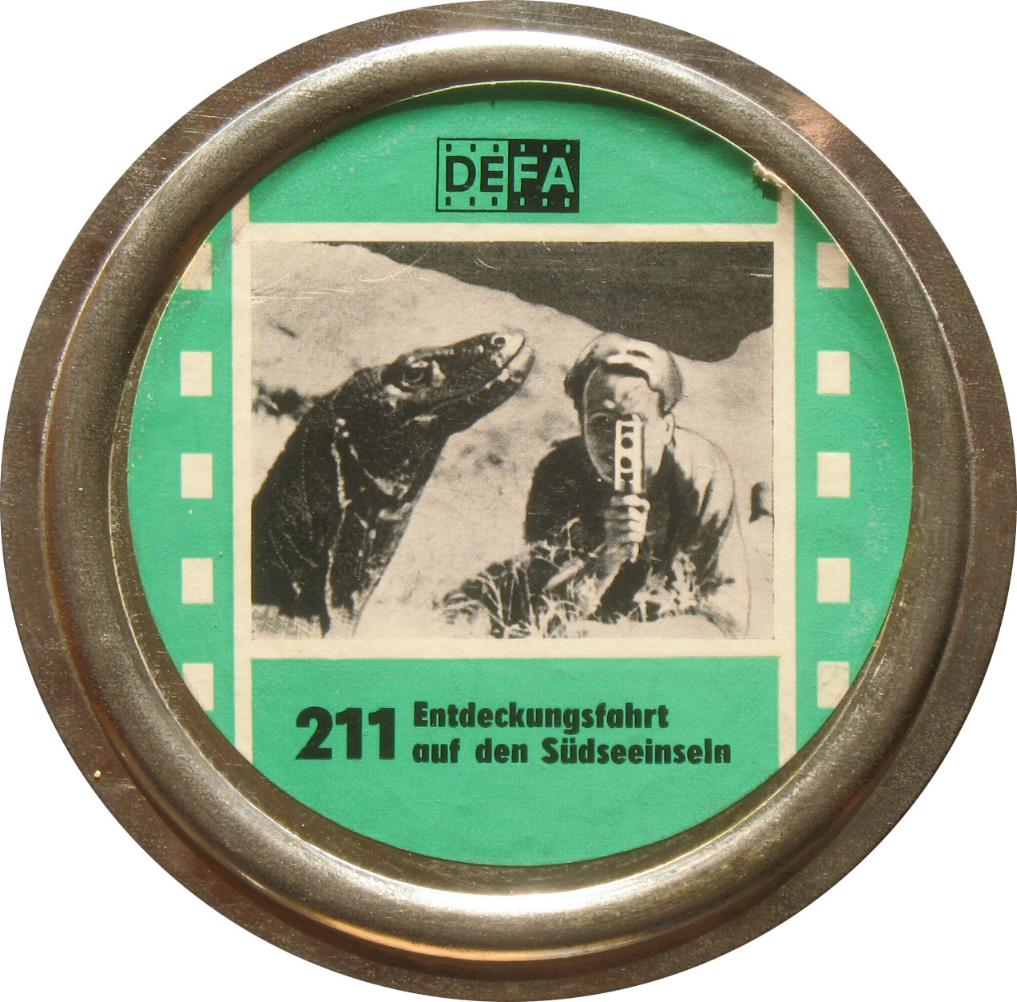 DEFA
211 Entdeckungsfahrt
auf den Südseeinseln